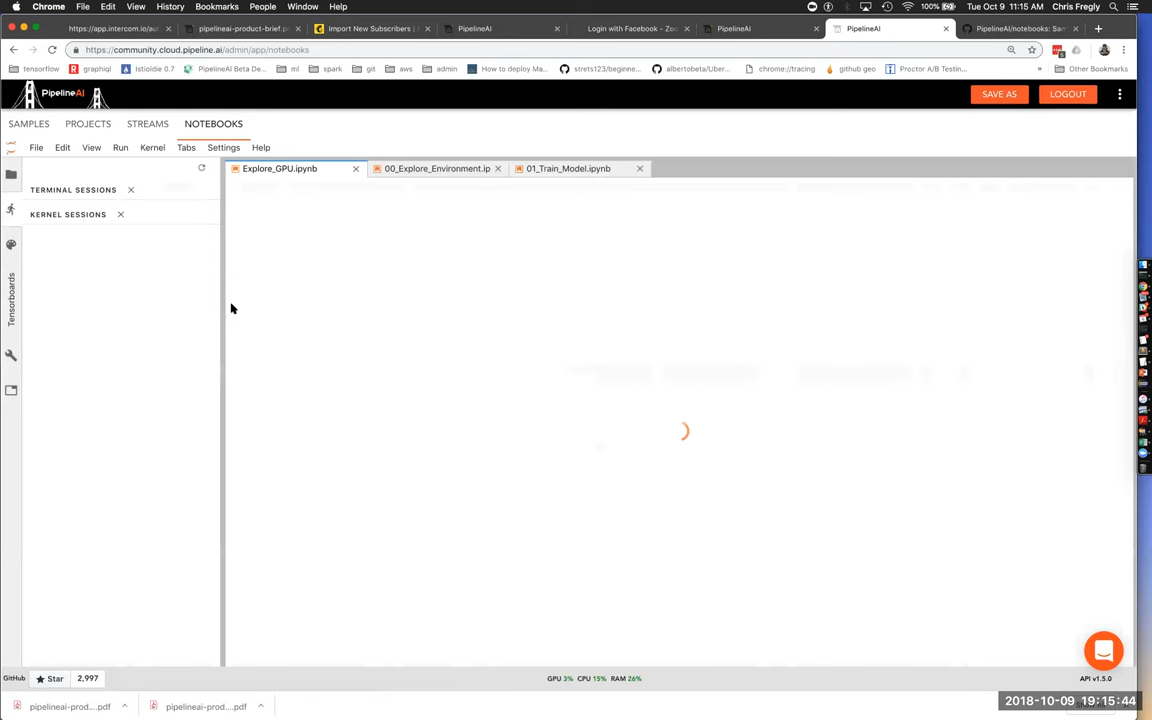 Chrome File Edit View History Bookmarks People Window Help 100% Tue Oct 9 11:15 AM Chris Fregly
https://app.intercom.io/au pipelineai-product-brief.p Import New Subscribers | PipelineAI Login with Facebook - Zo PipelineAI PipelineAI PipelineAI/notebooks: Sa
https://community.cloud.pipeline.ai/admin/app/notebooks
tensorflow graphiql Istioldie 0.7 PipelineAI Beta De... ml spark git aws admin How to deploy Ma... strets123/beginne... albertobeta/Uber... chrome://tracing github geo Proctor A/B Testin... » Other Bookmarks
PipelineAI SAVE AS LOGOUT
SAMPLES PROJECTS STREAMS NOTEBOOKS
File Edit View Run Kernel Tabs Settings Help
Explore_GPU.ipynb 00_Explore_Environment.ip 01_Train_Model.ipynb
TERMINAL SESSIONS
KERNEL SESSIONS
Tensorboards
GitHub Star 2,997 GPU 3% CPU 15% RAM 26% API v1.5.0
pipelineai-prod....pdf pipelineai-prod....pdf
2018-10-09 19:15:44